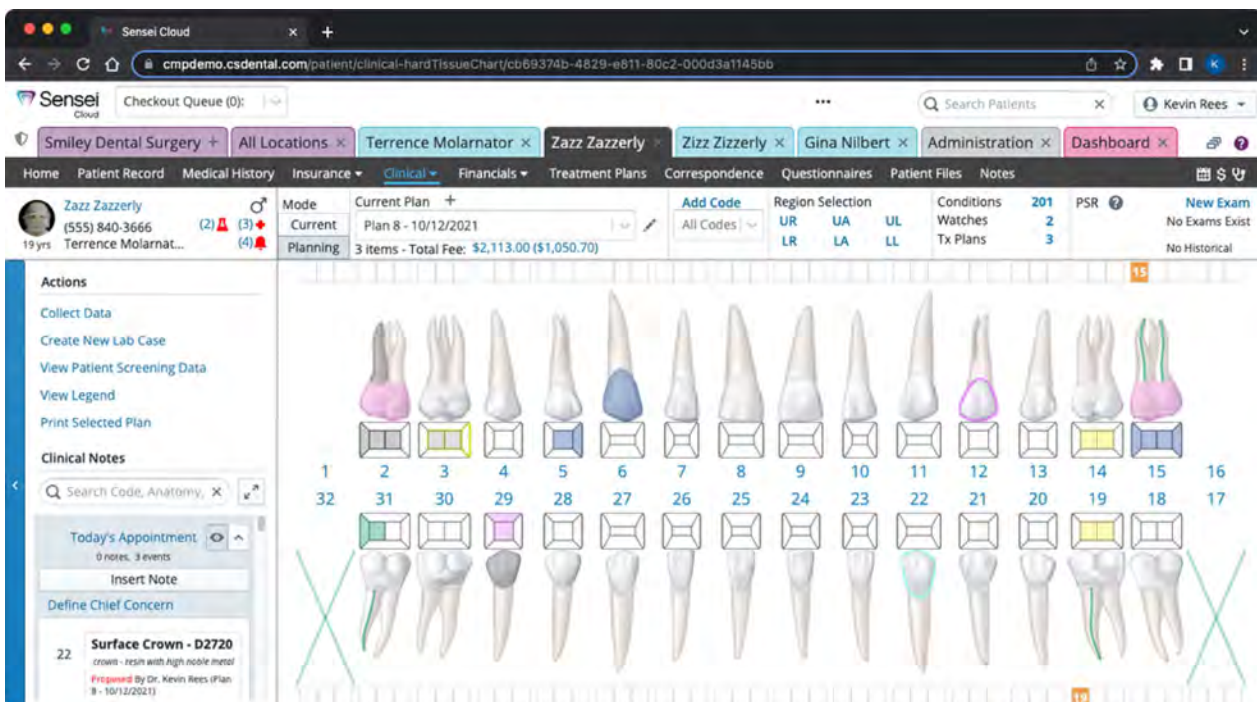 Sensei Cloud × +
cmpdemo.csdental.com/patient/clinical-hardTissueChart/cb69374b-4829-e811-80c2-000d3a1145bb K
Sensei Cloud Checkout Queue (0): ••• Search Patients × Kevin Rees
Smiley Dental Surgery + All Locations × Terrence Molarnator × Zazz Zazzerly × Zizz Zizzerly × Gina Nilbert × Administration × Dashboard ×
Home Patient Record Medical History Insurance Clinical Financials Treatment Plans Correspondence Questionnaires Patient Files Notes
Zazz Zazzerly
(555) 840-3666 (2) (3)
19 yrs Terrence Molarnat... (4)
Mode
Current
Planning
Current Plan +
Plan 8 - 10/12/2021
3 items - Total Fee: $2,113.00 ($1,050.70)
Add Code
All Codes
Region Selection
UR UA UL
LR LA LL
Conditions 201
Watches 2
Tx Plans 3
PSR ?
New Exam
No Exams Exist
No Historical
Actions
Collect Data
Create New Lab Case
View Patient Screening Data
View Legend
Print Selected Plan
Clinical Notes
Search Code, Anatomy, ×
Today's Appointment
0 notes, 3 events
Insert Note
Define Chief Concern
22
Surface Crown - D2720
crown - resin with high noble metal
Proposed By Dr. Kevin Rees (Plan
8 - 10/12/2021)
15
1 2 3 4 5 6 7 8 9 10 11 12 13 14 15 16
32 31 30 29 28 27 26 25 24 23 22 21 20 19 18 17
19